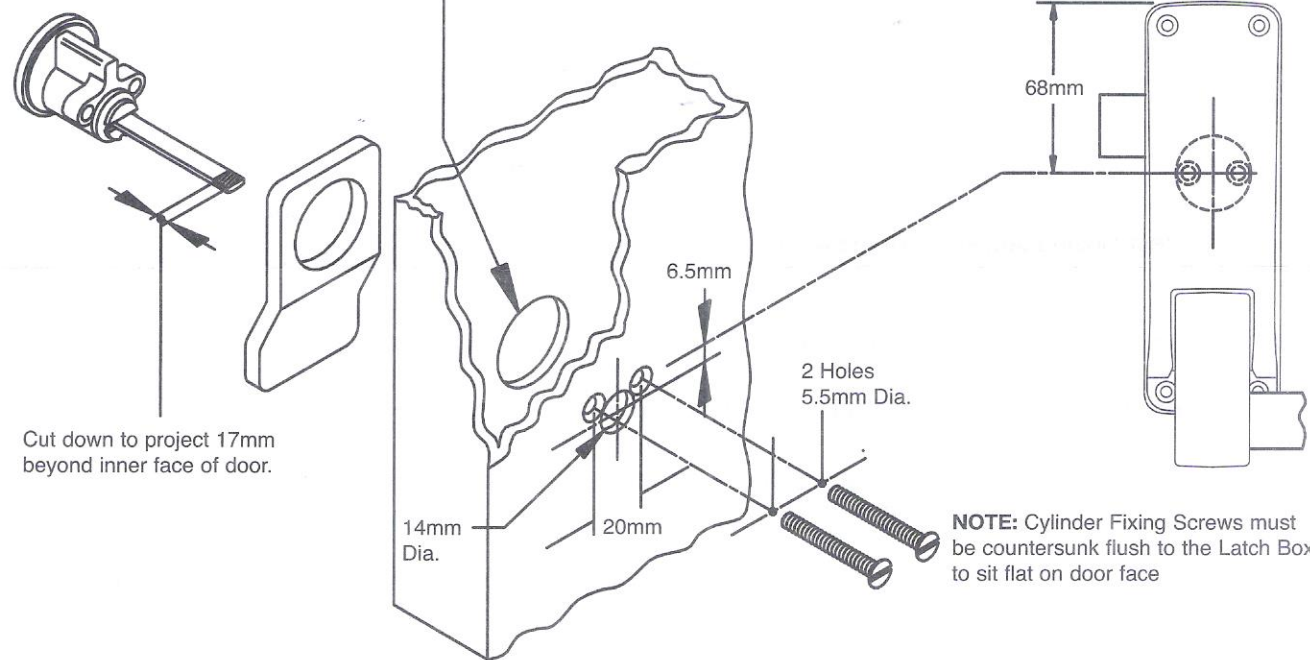 68mm
6.5mm
2 Holes
5.5mm Dia.
Cut down to project 17mm
beyond inner face of door.
14mm
Dia.
20mm
NOTE: Cylinder Fixing Screws must
be countersunk flush to the Latch Box
to sit flat on door face